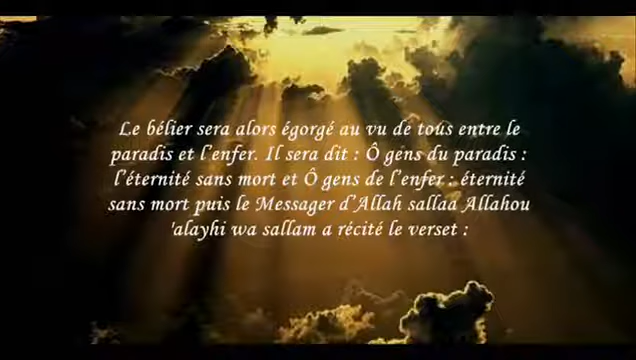 Le bélier sera alors égorgé au vu de tous entre le
paradis et l'enfer. Il sera dit : Ô gens du paradis :
l'éternité sans mort et Ô gens de l'enfer : éternité
sans mort puis le Messager d'Allah sallaa Allahou
'alayhi wa sallam a récité le verset :